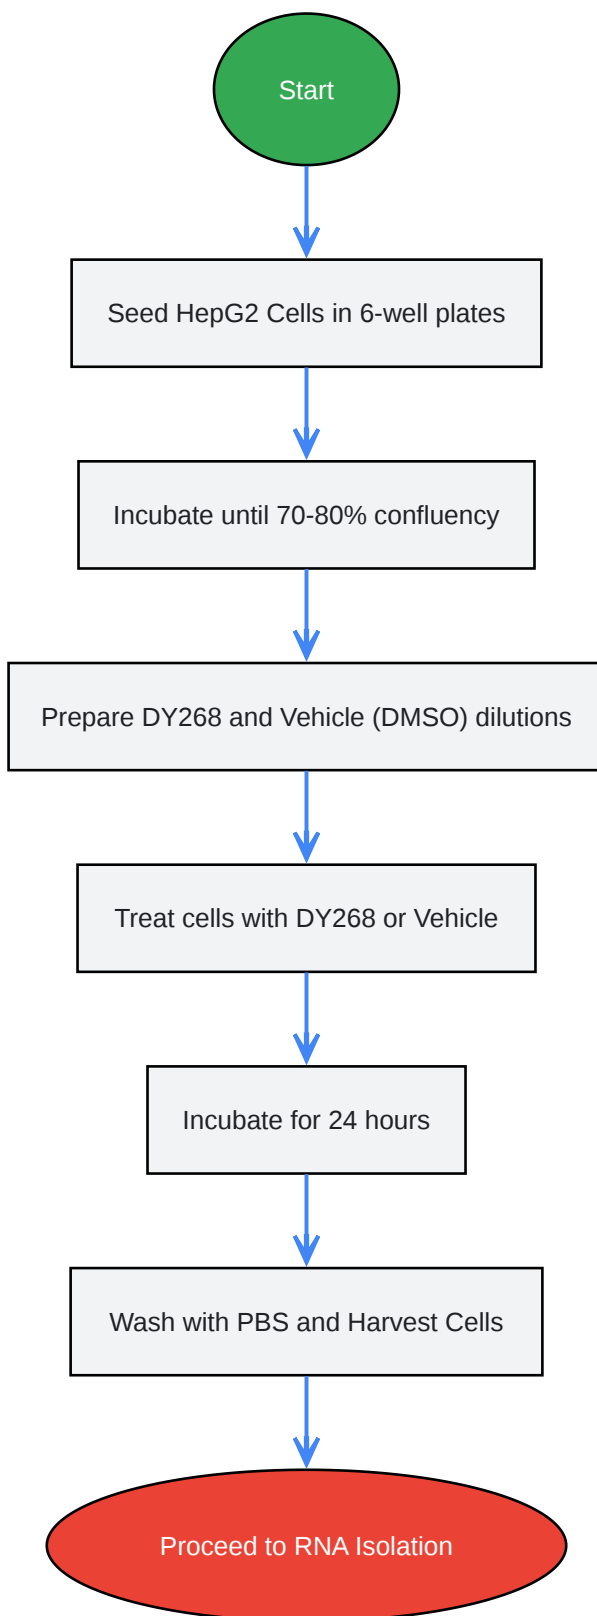 Start
Seed HepG2 Cells in 6-well plates
Incubate until 70-80% confluency
Prepare DY268 and Vehicle (DMSO) dilutions
Treat cells with DY268 or Vehicle
Incubate for 24 hours
Wash with PBS and Harvest Cells
Proceed to RNA Isolation